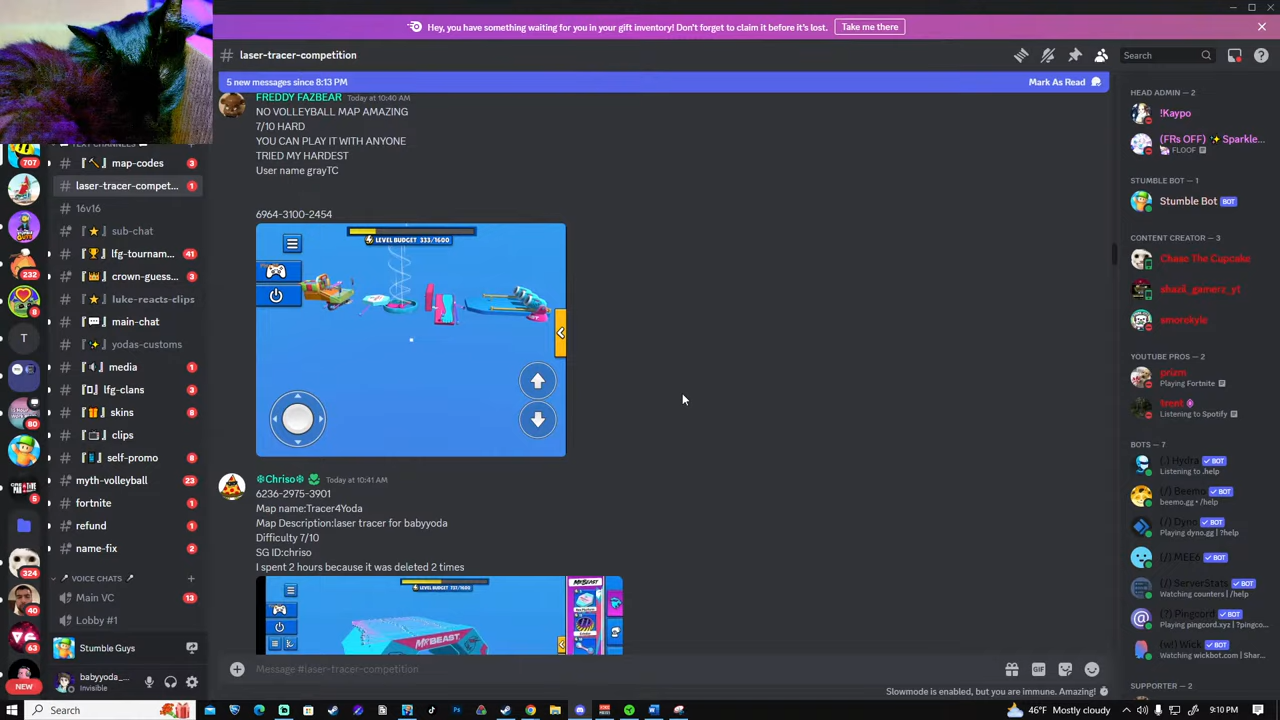 Hey, you have something waiting for you in your gift inventory! Don't forget to claim it before it's lost.
Take me there
# laser-tracer-competition
Search
5 new messages since 8:13 PM
Mark As Read
TEXT CHANNELS
map-codes
3
laser-tracer-compet...
1
16v16
sub-chat
lfg-tourna...
41
crown-guess...
3
luke-reacts-clips
main-chat
yodas-customs
media
1
lfg-clans
3
skins
8
clips
self-promo
8
myth-volleyball
23
fortnite
1
refund
1
name-fix
2
VOICE CHATS
Main VC
13
Lobby #1
Stumble Guys
babyyoda_...
Invisible
707
232
8
T
80
5
324
40
63
NEW
FREDDY FAZBEAR Today at 10:40 AM
NO VOLLEYBALL MAP AMAZING
7/10 HARD
YOU CAN PLAY IT WITH ANYONE
TRIED MY HARDEST
User name grayTC
6964-3100-2454
LEVEL BUDGET 333/1600
❄Chriso❄ Today at 10:41 AM
6236-2975-3901
Map name:Tracer4Yoda
Map Description:laser tracer for babyyoda
Difficulty 7/10
SG ID:chriso
I spent 2 hours because it was deleted 2 times
MRBEAST
MRBEAST
Message #laser-tracer-competition
GIF
Slowmode is enabled, but you are immune. Amazing!
HEAD ADMIN — 2
!Kaypo
(FRs OFF) ✨ Sparkle...
FLOOF
STUMBLE BOT — 1
Stumble Bot
BOT
CONTENT CREATOR — 3
Chase The Cupcake
shazil_gamerz_yt
smorekyle
YOUTUBE PROS — 2
prizm
Playing Fortnite
trent
Listening to Spotify
BOTS — 7
(.) Hydra
BOT
Listening to .help
(/) Beemo
BOT
beemo.gg • /help
(/) Dyno
BOT
Playing dyno.gg | ?help
(/) MEE6
BOT
(/) ServerStats
BOT
Watching counters | /help
(?) Pingcord
BOT
Playing pingcord.xyz | ?pingc...
(w!) Wick
BOT
Watching wickbot.com | Shar...
SUPPORTER —
Search
46°F Mostly cloudy
9:10 PM